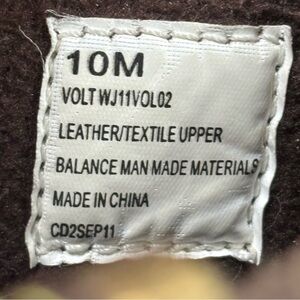 10M
VOLT WJ11VOL02
LEATHER/TEXTILE UPPER
BALANCE MAN MADE MATERIALS
MADE IN CHINA
CD2SEP11